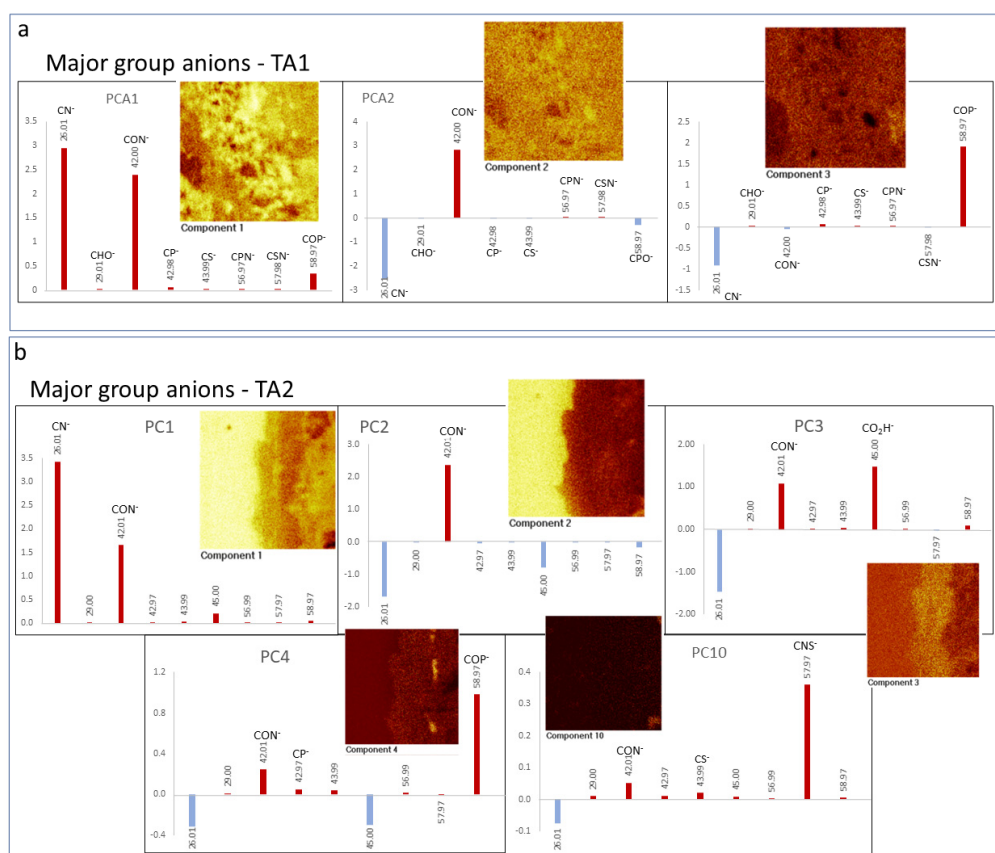 a
Major group anions - TA1
PCA1
3.5
3
2.5
2
1.5
1
0.5
0
CN⁻
26.01
CHO⁻
29.01
CON⁻
42.00
CP⁻
42.98
CS⁻
43.99
CPN⁻
56.97
CSN⁻
57.98
COP⁻
58.97
Component 1
PCA2
4
3
2
1
0
-1
-2
-3
26.01
CN⁻
29.01
CHO⁻
CON⁻
42.00
42.98
CP⁻
43.99
CS⁻
CPN⁻
56.97
CSN⁻
57.98
58.97
CPO⁻
Component 2
2.5
2
1.5
1
0.5
0
-0.5
-1
-1.5
26.01
CN⁻
CHO⁻
29.01
42.00
CON⁻
CP⁻
42.98
CS⁻
43.99
CPN⁻
56.97
57.98
CSN⁻
COP⁻
58.97
Component 3
b
Major group anions - TA2
PC1
4.0
3.5
3.0
2.5
2.0
1.5
1.0
0.5
0.0
CN⁻
26.01
29.00
CON⁻
42.01
42.97
43.99
45.00
56.99
57.97
58.97
Component 1
PC2
3.0
2.0
1.0
0.0
-1.0
-2.0
26.01
29.00
CON⁻
42.01
42.97
43.99
45.00
56.99
57.97
58.97
Component 2
PC3
2.00
1.00
0.00
-1.00
-2.00
26.01
29.00
CON⁻
42.01
42.97
43.99
CO₂H⁻
45.00
56.99
57.97
58.97
Component 3
PC4
1.2
0.8
0.4
0.0
-0.4
26.01
29.00
CON⁻
42.01
CP⁻
42.97
43.99
45.00
56.99
57.97
COP⁻
58.97
Component 4
PC10
0.4
0.3
0.2
0.1
0.0
-0.1
26.01
29.00
CON⁻
42.01
42.97
CS⁻
43.99
45.00
56.99
CNS⁻
57.97
58.97
Component 10